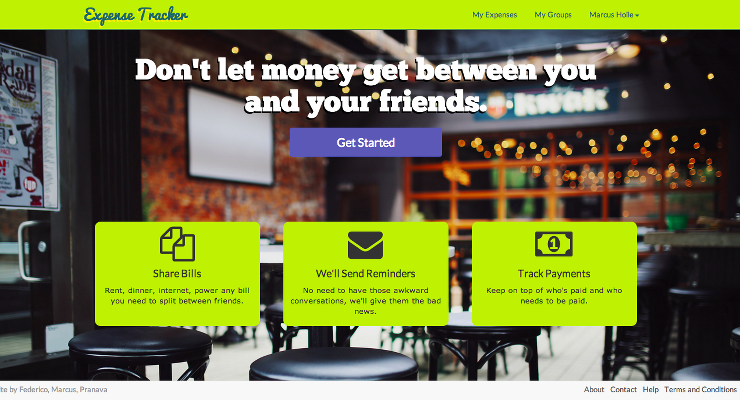 Expense Tracker
My Expenses My Groups Marcus Holle
Don't let money get between you
and your friends.
Kwak
Get Started
1
Share Bills
Rent, dinner, internet, power any bill
you need to split between friends.
We'll Send Reminders
No need to have those awkward
conversations, we'll give them the bad
news.
Track Payments
Keep on top of who's paid and who
needs to be paid.
te by Federico, Marcus, Pranava
About Contact Help Terms and Conditions